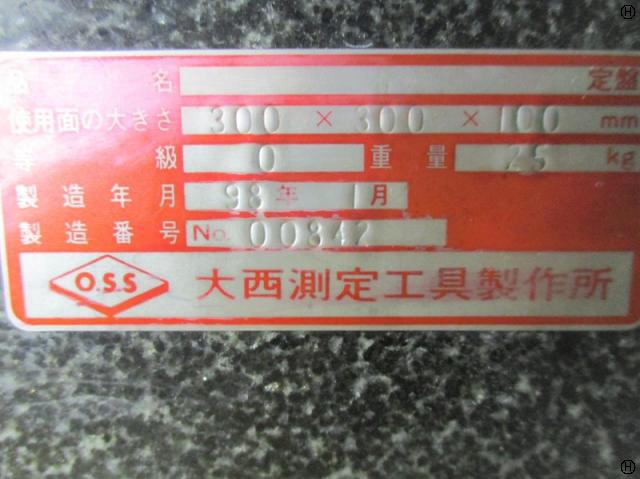 品名 定盤
使用面の大きさ 300 × 300 × 100 mm
等級 0 重量 25 kg
製造年月 98年 1月
製造番号 No. 00842
O.S.S 大西測定工具製作所